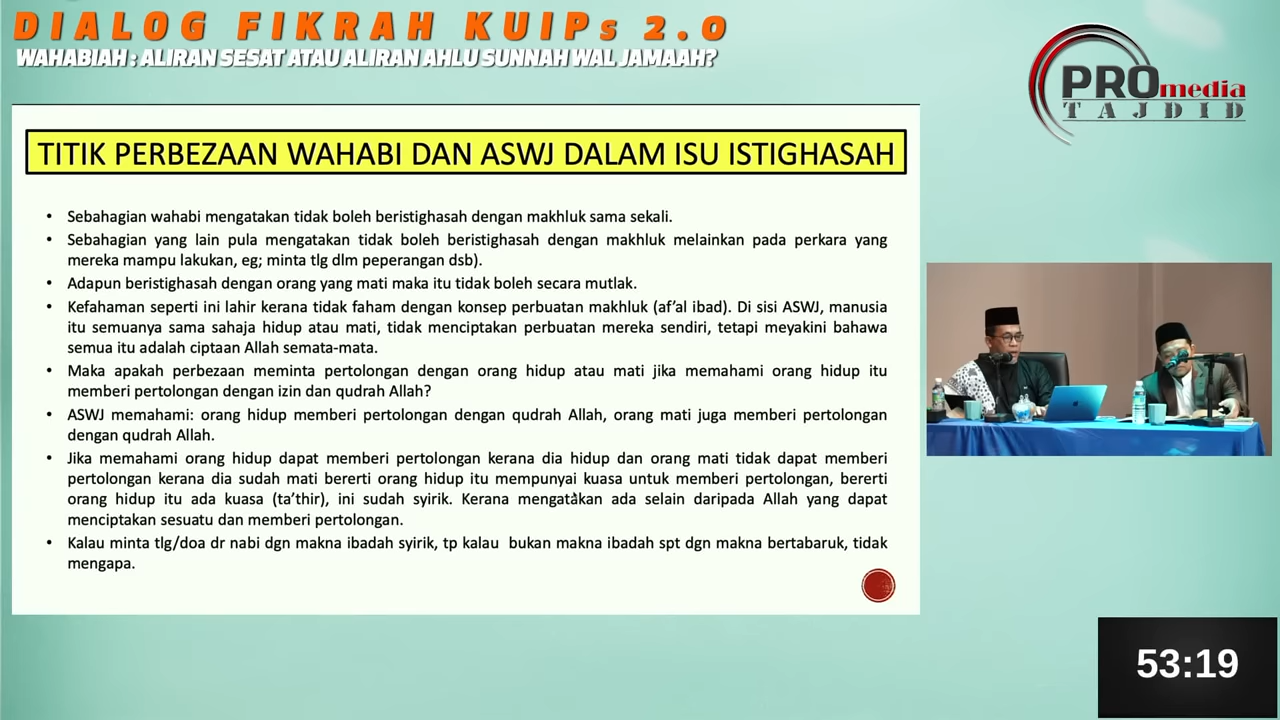 DIALOG FIKRAH KUIPs 2.0
WAHABIAH : ALIRAN SESAT ATAU ALIRAN AHLU SUNNAH WAL JAMAAH?
PROmedia
TAJDID
TITIK PERBEZAAN WAHABI DAN ASWJ DALAM ISU ISTIGHASAH
• Sebahagian wahabi mengatakan tidak boleh beristighasah dengan makhluk sama sekali.
• Sebahagian yang lain pula mengatakan tidak boleh beristighasah dengan makhluk melainkan pada perkara yang
mereka mampu lakukan, eg; minta tlg dlm peperangan dsb).
• Adapun beristighasah dengan orang yang mati maka itu tidak boleh secara mutlak.
• Kefahaman seperti ini lahir kerana tidak faham dengan konsep perbuatan makhluk (af'al ibad). Di sisi ASWJ, manusia
itu semuanya sama sahaja hidup atau mati, tidak menciptakan perbuatan mereka sendiri, tetapi meyakini bahawa
semua itu adalah ciptaan Allah semata-mata.
• Maka apakah perbezaan meminta pertolongan dengan orang hidup atau mati jika memahami orang hidup itu
memberi pertolongan dengan izin dan qudrah Allah?
• ASWJ memahami: orang hidup memberi pertolongan dengan qudrah Allah, orang mati juga memberi pertolongan
dengan qudrah Allah.
• Jika memahami orang hidup dapat memberi pertolongan kerana dia hidup dan orang mati tidak dapat memberi
pertolongan kerana dia sudah mati bererti orang hidup itu mempunyai kuasa untuk memberi pertolongan, bererti
orang hidup itu ada kuasa (ta'thir), ini sudah syirik. Kerana mengatakan ada selain daripada Allah yang dapat
menciptakan sesuatu dan memberi pertolongan.
• Kalau minta tlg/doa dr nabi dgn makna ibadah syirik, tp kalau bukan makna ibadah spt dgn makna bertabaruk, tidak
mengapa.
53:19